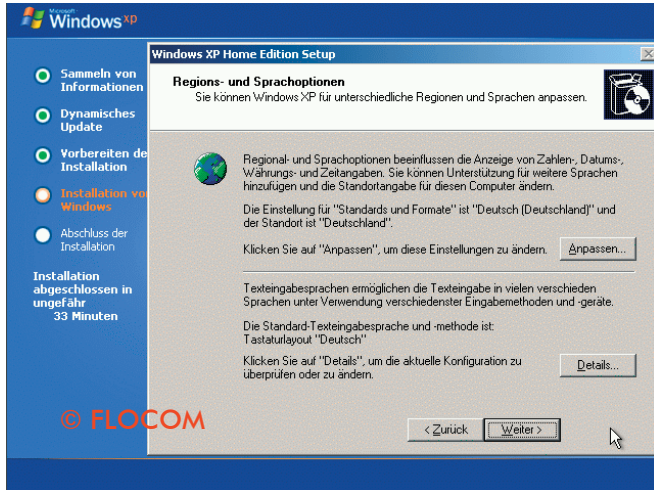 Microsoft
Windows xp
Sammeln von
Informationen
Dynamisches
Update
Vorbereiten de
Installation
Installation vo
Windows
Abschluss der
Installation
Installation
abgeschlossen in
ungefähr
33 Minuten
© FLOCOM
Windows XP Home Edition Setup
Regions- und Sprachoptionen
Sie können Windows XP für unterschiedliche Regionen und Sprachen anpassen.
Regional- und Sprachoptionen beeinflussen die Anzeige von Zahlen-, Datums-,
Währungs- und Zeitangaben. Sie können Unterstützung für weitere Sprachen
hinzufügen und die Standortangabe für diesen Computer ändern.
Die Einstellung für "Standards und Formate" ist "Deutsch (Deutschland)" und
der Standort ist "Deutschland".
Klicken Sie auf "Anpassen", um diese Einstellungen zu ändern.
Anpassen...
Texteingabesprachen ermöglichen die Texteingabe in vielen verschieden
Sprachen unter Verwendung verschiedenster Eingabemethoden und -geräte.
Die Standard-Texteingabesprache und -methode ist:
Tastaturlayout "Deutsch"
Klicken Sie auf "Details", um die aktuelle Konfiguration zu
überprüfen oder zu ändern.
Details...
< Zurück
Weiter >